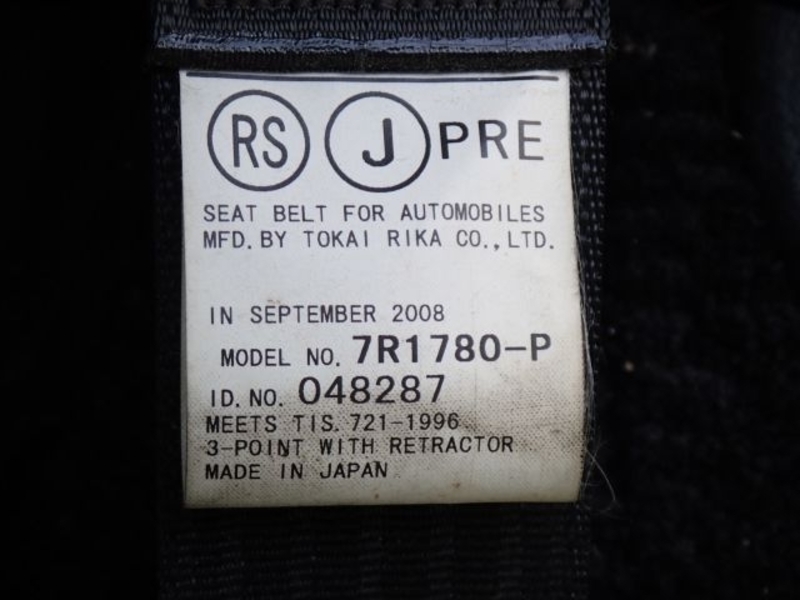 RS J PRE
SEAT BELT FOR AUTOMOBILES
MFD. BY TOKAI RIKA CO., LTD.
IN SEPTEMBER 2008
MODEL NO. 7R1780-P
ID. NO. 048287
MEETS TIS. 721-1996
3-POINT WITH RETRACTOR
MADE IN JAPAN